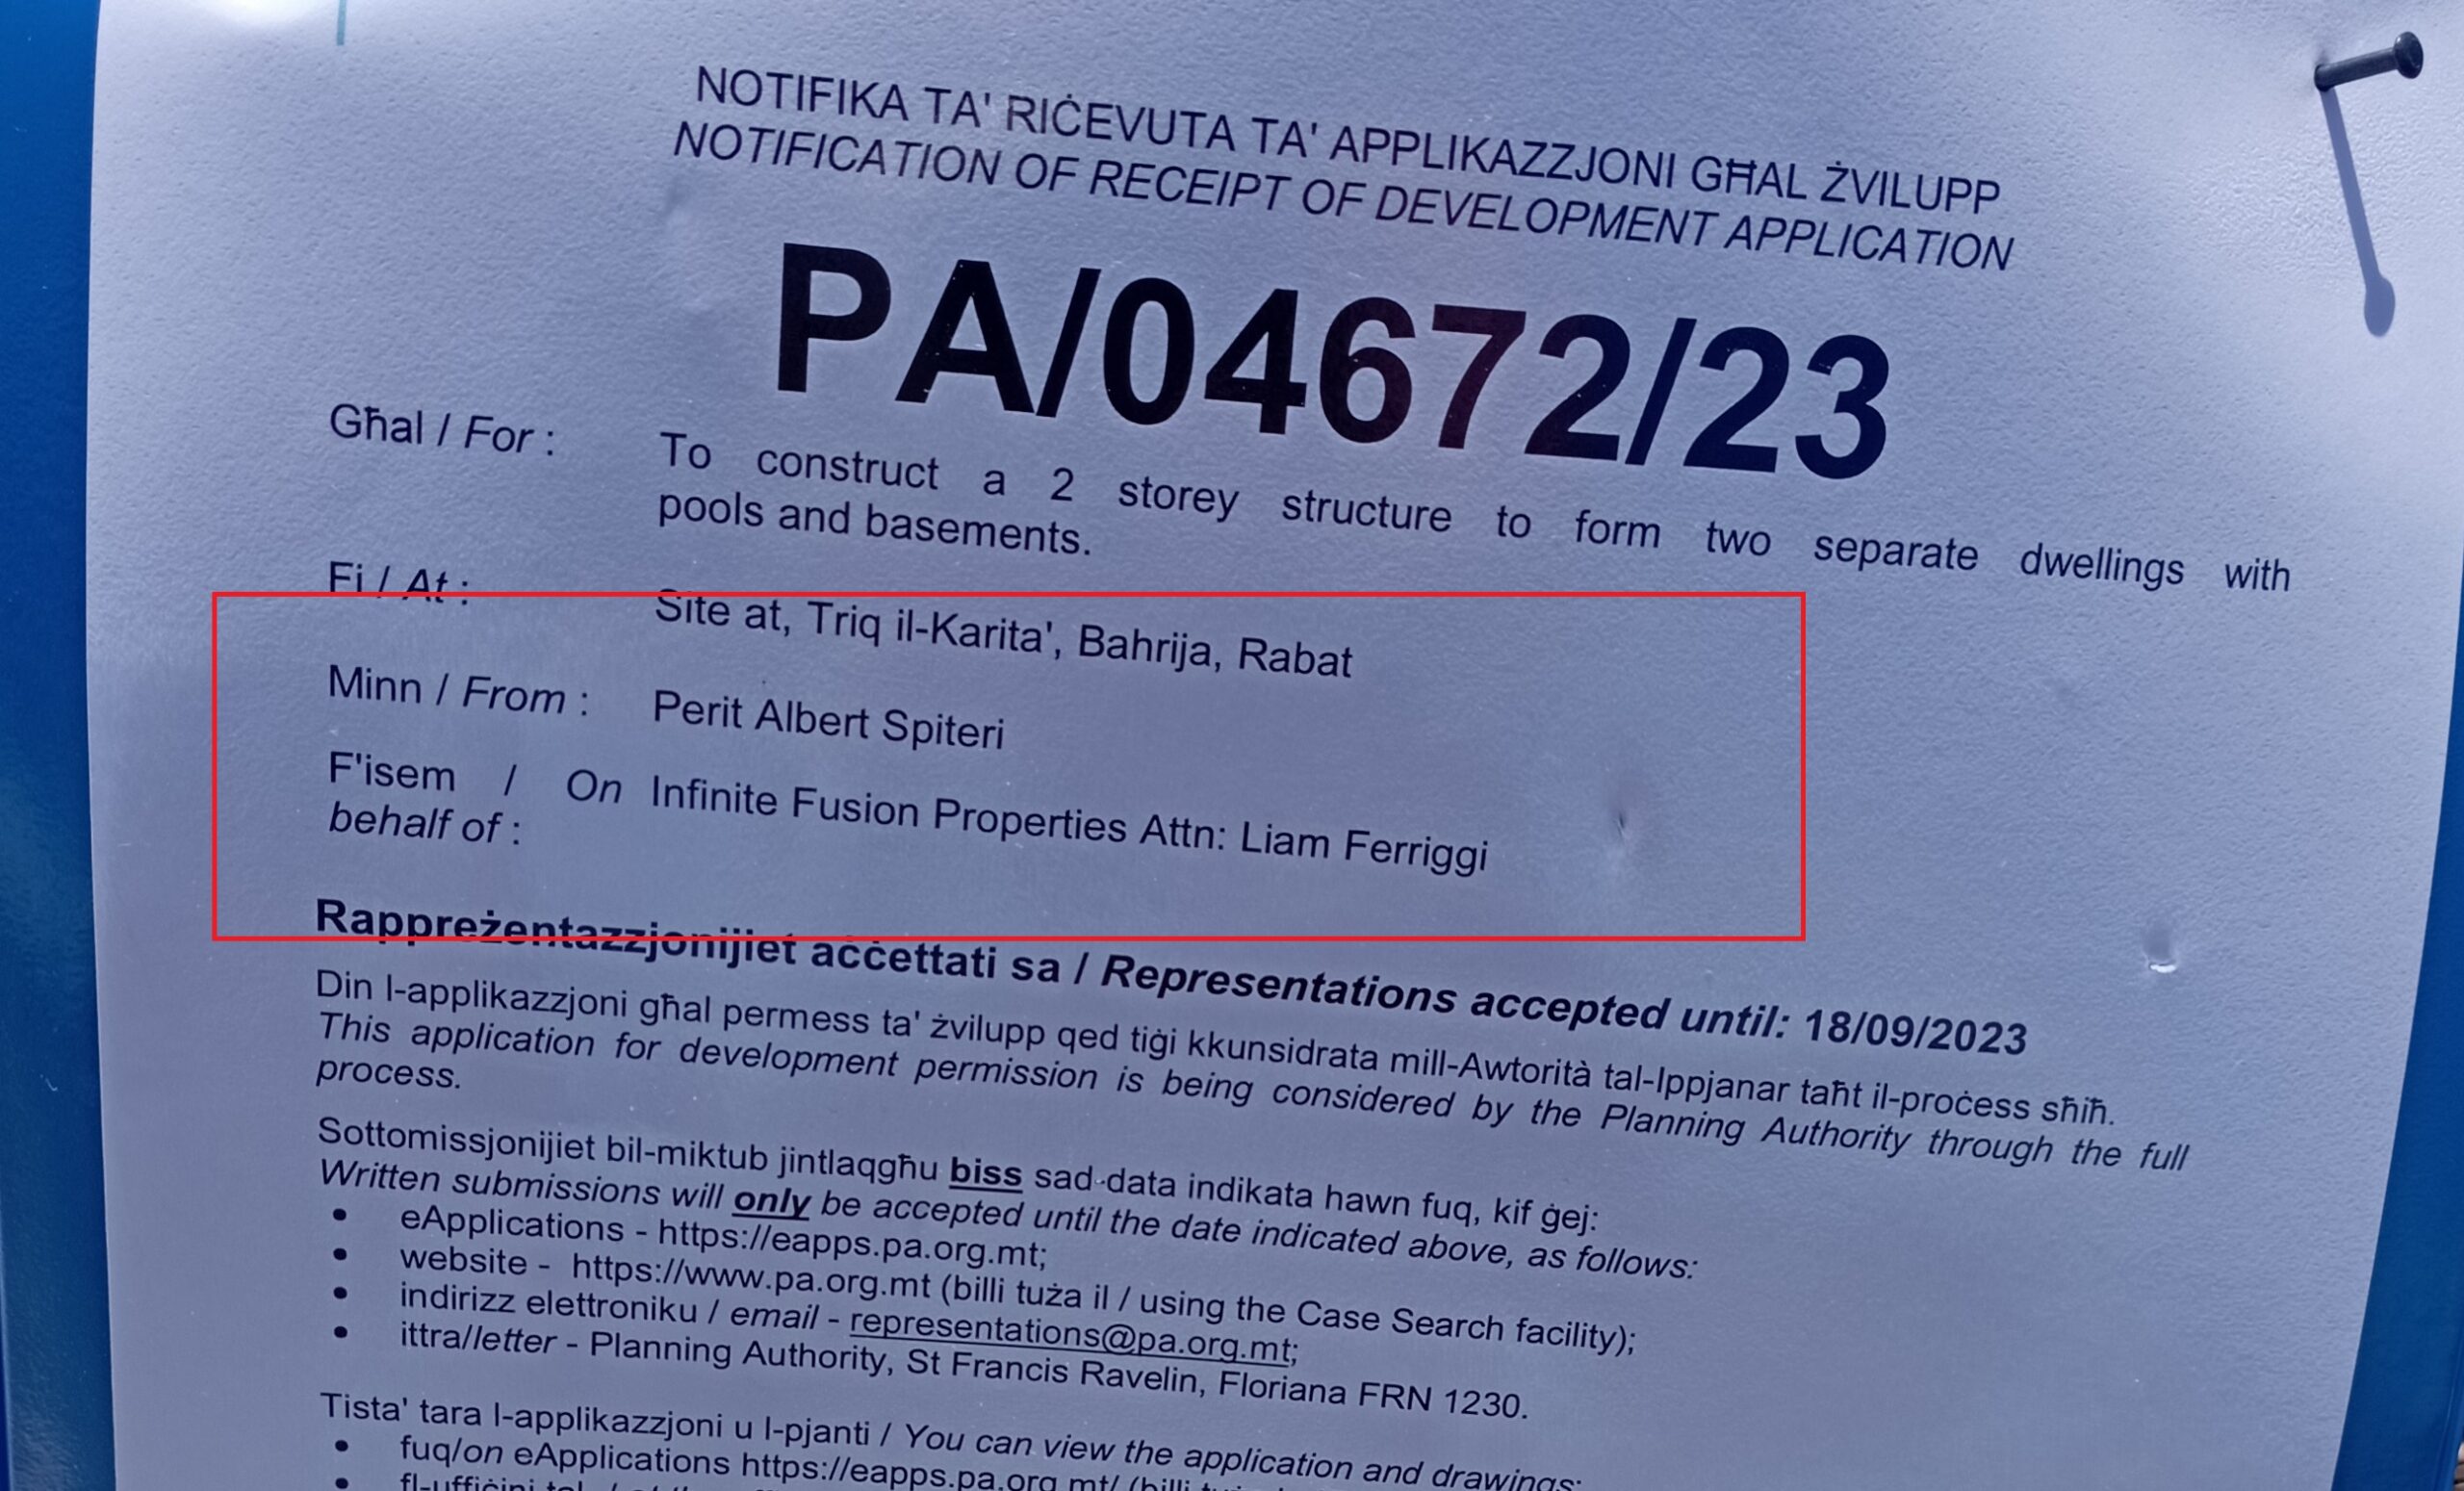 NOTIFIKA TA' RIĊEVUTA TA' APPLIKAZZJONI GĦAL ŻVILUPP
NOTIFICATION OF RECEIPT OF DEVELOPMENT APPLICATION
PA/04672/23
Għal / For : To construct a 2 storey structure to form two separate dwellings with
pools and basements.
Fi / At : Site at, Triq il-Karita', Bahrija, Rabat
Minn / From : Perit Albert Spiteri
F'isem / On Infinite Fusion Properties Attn: Liam Ferriggi
behalf of :
Rappreżentazzjonijiet aċċettati sa / Representations accepted until: 18/09/2023
Din l-applikazzjoni għal permess ta' żvilupp qed tiġi kkunsidrata mill-Awtorità tal-Ippjanar taħt il-proċess sħiħ.
This application for development permission is being considered by the Planning Authority through the full
process.
Sottomissjonijiet bil-miktub jintlaqgħu biss sad-data indikata hawn fuq, kif ġej:
Written submissions will only be accepted until the date indicated above, as follows:
• eApplications - https://eapps.pa.org.mt;
• website - https://www.pa.org.mt (billi tuża il / using the Case Search facility);
• indirizz elettroniku / email - representations@pa.org.mt;
• ittra/letter - Planning Authority, St Francis Ravelin, Floriana FRN 1230.
Tista' tara l-applikazzjoni u l-pjanti / You can view the application and drawings:
• fuq/on eApplications https://eapps.pa.org.mt/ (billi
• fl-uffiċini